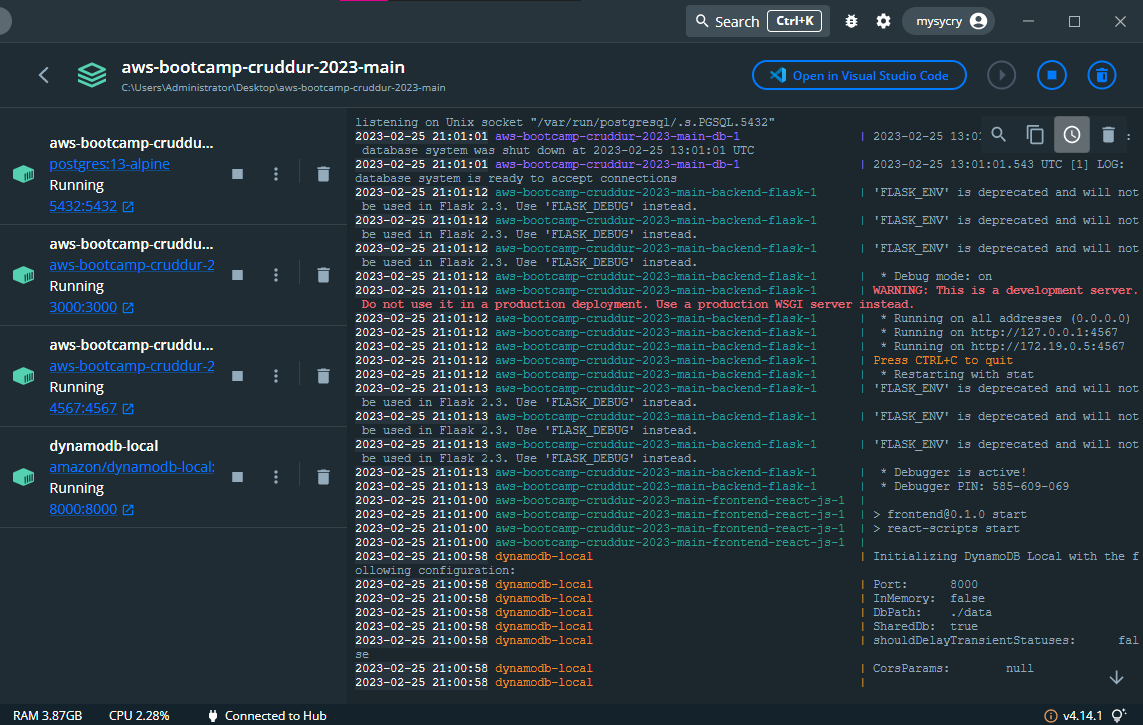 Search Ctrl+K
mysycry
aws-bootcamp-cruddur-2023-main
C:\Users\Administrator\Desktop\aws-bootcamp-cruddur-2023-main
Open in Visual Studio Code
aws-bootcamp-cruddu...
postgres:13-alpine
Running
5432:5432
aws-bootcamp-cruddu...
aws-bootcamp-cruddur-2
Running
3000:3000
aws-bootcamp-cruddu...
aws-bootcamp-cruddur-2
Running
4567:4567
dynamodb-local
amazon/dynamodb-local:
Running
8000:8000
listening on Unix socket "/var/run/postgresql/.s.PGSQL.5432"
2023-02-25 21:01:01 aws-bootcamp-cruddur-2023-main-db-1 | 2023-02-25 13:01
database system was shut down at 2023-02-25 13:01:01 UTC
2023-02-25 21:01:01 aws-bootcamp-cruddur-2023-main-db-1 | 2023-02-25 13:01:01.543 UTC [1] LOG:
database system is ready to accept connections
2023-02-25 21:01:12 aws-bootcamp-cruddur-2023-main-backend-flask-1 | 'FLASK_ENV' is deprecated and will not
be used in Flask 2.3. Use 'FLASK_DEBUG' instead.
2023-02-25 21:01:12 aws-bootcamp-cruddur-2023-main-backend-flask-1 | 'FLASK_ENV' is deprecated and will not
be used in Flask 2.3. Use 'FLASK_DEBUG' instead.
2023-02-25 21:01:12 aws-bootcamp-cruddur-2023-main-backend-flask-1 | 'FLASK_ENV' is deprecated and will not
be used in Flask 2.3. Use 'FLASK_DEBUG' instead.
2023-02-25 21:01:12 aws-bootcamp-cruddur-2023-main-backend-flask-1 | * Debug mode: on
2023-02-25 21:01:12 aws-bootcamp-cruddur-2023-main-backend-flask-1 | WARNING: This is a development server.
Do not use it in a production deployment. Use a production WSGI server instead.
2023-02-25 21:01:12 aws-bootcamp-cruddur-2023-main-backend-flask-1 | * Running on all addresses (0.0.0.0)
2023-02-25 21:01:12 aws-bootcamp-cruddur-2023-main-backend-flask-1 | * Running on http://127.0.0.1:4567
2023-02-25 21:01:12 aws-bootcamp-cruddur-2023-main-backend-flask-1 | * Running on http://172.19.0.5:4567
2023-02-25 21:01:12 aws-bootcamp-cruddur-2023-main-backend-flask-1 | Press CTRL+C to quit
2023-02-25 21:01:12 aws-bootcamp-cruddur-2023-main-backend-flask-1 | * Restarting with stat
2023-02-25 21:01:13 aws-bootcamp-cruddur-2023-main-backend-flask-1 | 'FLASK_ENV' is deprecated and will not
be used in Flask 2.3. Use 'FLASK_DEBUG' instead.
2023-02-25 21:01:13 aws-bootcamp-cruddur-2023-main-backend-flask-1 | 'FLASK_ENV' is deprecated and will not
be used in Flask 2.3. Use 'FLASK_DEBUG' instead.
2023-02-25 21:01:13 aws-bootcamp-cruddur-2023-main-backend-flask-1 | 'FLASK_ENV' is deprecated and will not
be used in Flask 2.3. Use 'FLASK_DEBUG' instead.
2023-02-25 21:01:13 aws-bootcamp-cruddur-2023-main-backend-flask-1 | * Debugger is active!
2023-02-25 21:01:13 aws-bootcamp-cruddur-2023-main-backend-flask-1 | * Debugger PIN: 585-609-069
2023-02-25 21:01:00 aws-bootcamp-cruddur-2023-main-frontend-react-js-1 |
2023-02-25 21:01:00 aws-bootcamp-cruddur-2023-main-frontend-react-js-1 | > frontend@0.1.0 start
2023-02-25 21:01:00 aws-bootcamp-cruddur-2023-main-frontend-react-js-1 | > react-scripts start
2023-02-25 21:01:00 aws-bootcamp-cruddur-2023-main-frontend-react-js-1 |
2023-02-25 21:00:58 dynamodb-local | Initializing DynamoDB Local with the f
ollowing configuration:
2023-02-25 21:00:58 dynamodb-local | Port: 8000
2023-02-25 21:00:58 dynamodb-local | InMemory: false
2023-02-25 21:00:58 dynamodb-local | DbPath: ./data
2023-02-25 21:00:58 dynamodb-local | SharedDb: true
2023-02-25 21:00:58 dynamodb-local | shouldDelayTransientStatuses: fal
se
2023-02-25 21:00:58 dynamodb-local | CorsParams: null
2023-02-25 21:00:58 dynamodb-local |
RAM 3.87GB CPU 2.28% Connected to Hub v4.14.1